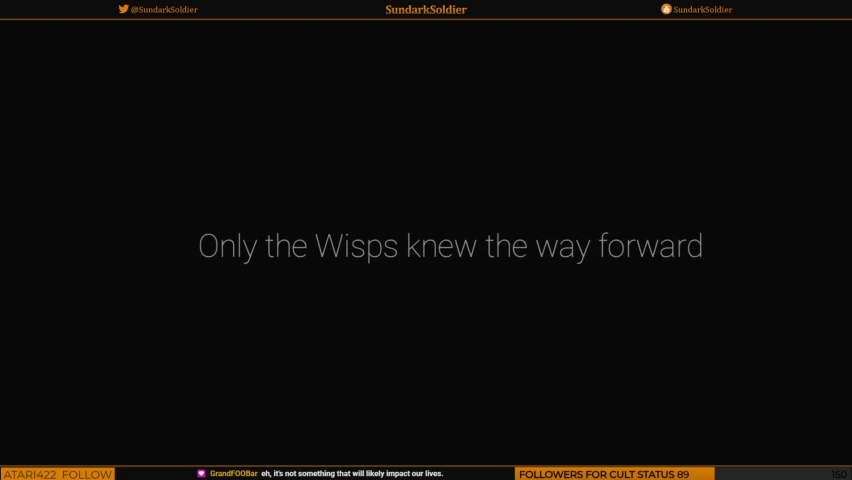 @SundarkSoldier
SundarkSoldier
SundarkSoldier
Only the Wisps knew the way forward
ATARI422 FOLLOW
GrandFOOBar eh, it's not something that will likely impact our lives.
FOLLOWERS FOR CULT STATUS 89
150